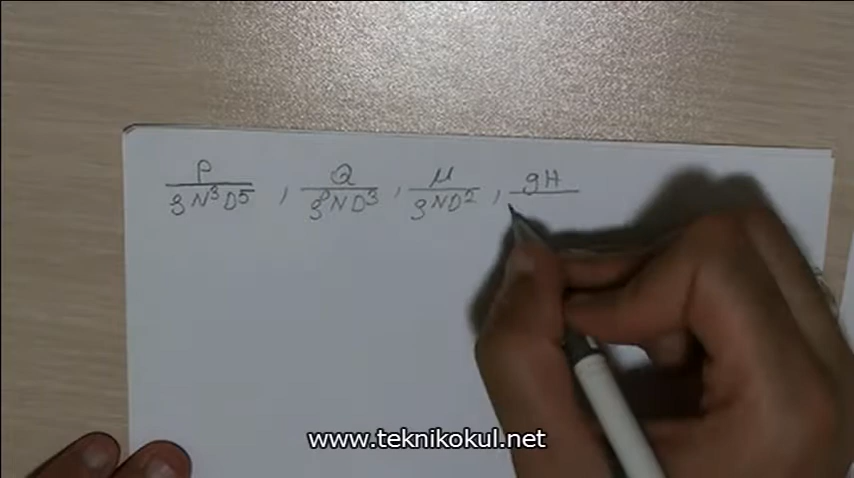 P/ρN³D⁵ , Q/ρND³ , μ/ρND² , gH/
www.teknikokul.net